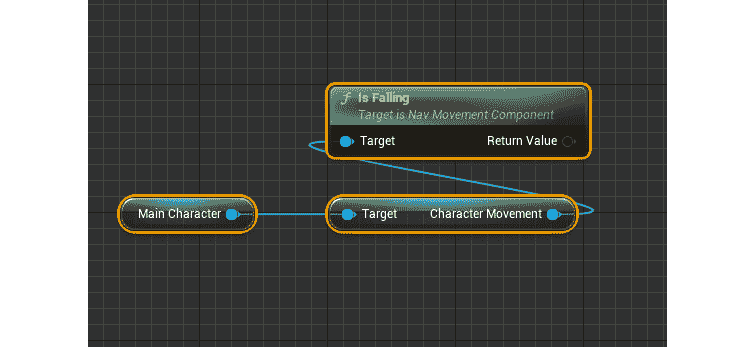 Is Falling
Target is Nav Movement Component
Target Return Value
Main Character Target Character Movement